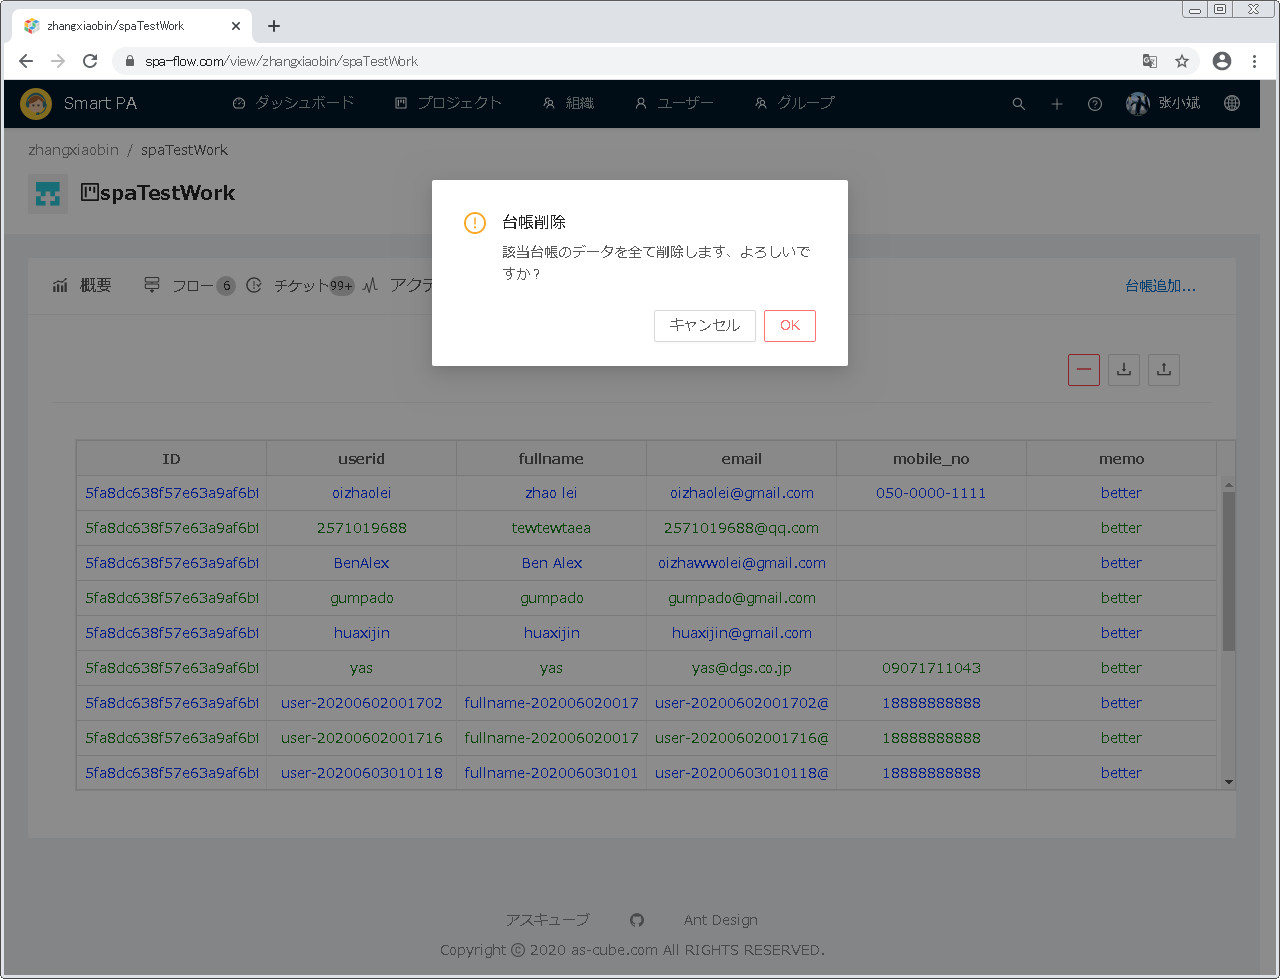 zhangxiaobin/spaTestWork
spa-flow.com/view/zhangxiaobin/spaTestWork
Smart PA ダッシュボード プロジェクト 組織 ユーザー グループ 张小斌
zhangxiaobin / spaTestWork
spaTestWork
台帳削除
該当台帳のデータを全て削除します、よろしいで
すか？
キャンセル OK
概要 フロー 6 チケット 99+ アクテ 台帳追加...
ID userid fullname email mobile_no memo
5fa8dc638f57e63a9af6bf oizhaolei zhao lei oizhaolei@gmail.com 050-0000-1111 better
5fa8dc638f57e63a9af6bf 2571019688 tewtewtaea 2571019688@qq.com better
5fa8dc638f57e63a9af6bf BenAlex Ben Alex oizhawwolei@gmail.com better
5fa8dc638f57e63a9af6bf gumpado gumpado gumpado@gmail.com better
5fa8dc638f57e63a9af6bf huaxijin huaxijin huaxijin@gmail.com better
5fa8dc638f57e63a9af6bf yas yas yas@dgs.co.jp 09071711043 better
5fa8dc638f57e63a9af6bf user-20200602001702 fullname-202006020017 user-20200602001702@ 18888888888 better
5fa8dc638f57e63a9af6bf user-20200602001716 fullname-202006020017 user-20200602001716@ 18888888888 better
5fa8dc638f57e63a9af6bf user-20200603010118 fullname-202006030101 user-20200603010118@ 18888888888 better
アスキューブ Ant Design
Copyright © 2020 as-cube.com All RIGHTS RESERVED.